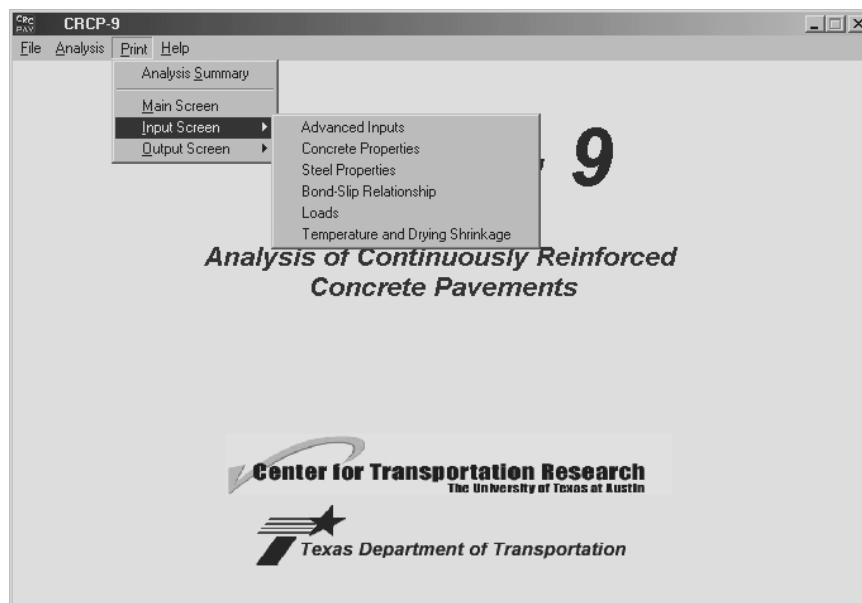 CRC
PAV
CRCP-9
File Analysis Print Help
Analysis Summary
Main Screen
Input Screen
Output Screen
Advanced Inputs
Concrete Properties
Steel Properties
Bond-Slip Relationship
Loads
Temperature and Drying Shrinkage
9
Analysis of Continuously Reinforced
Concrete Pavements
Center for Transportation Research
The University of Texas at Austin
Texas Department of Transportation